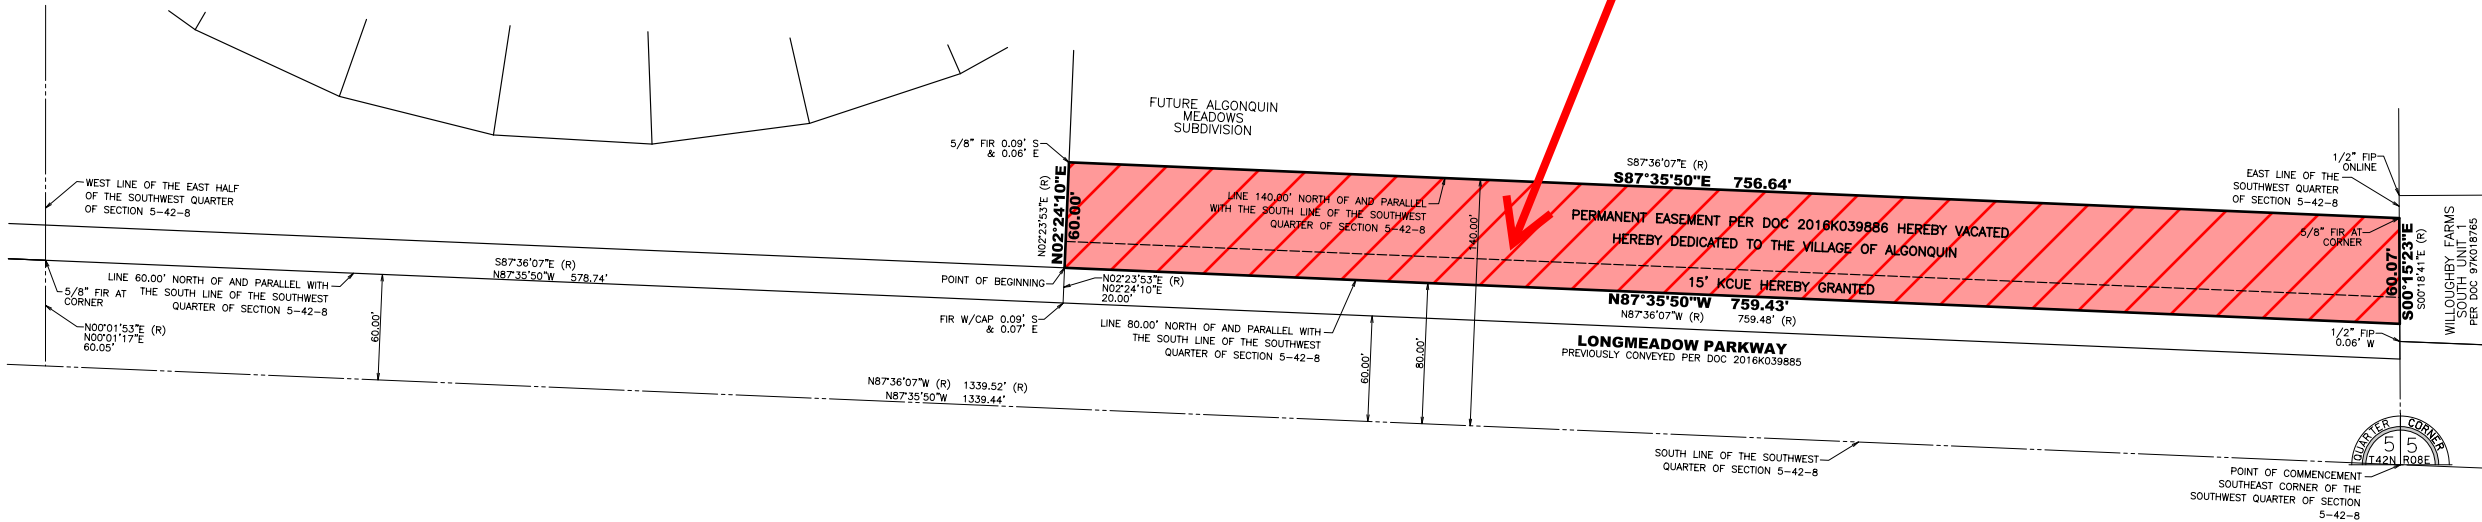 FUTURE ALGONQUIN
MEADOWS
SUBDIVISION
5/8" FIR 0.09' S
& 0.06' E
WEST LINE OF THE EAST HALF
OF THE SOUTHWEST QUARTER
OF SECTION 5-42-8
N02°23'53"E (R)
N02°24'10"E
60.00'
S87°36'07"E (R)
S87°35'50"E 756.64'
LINE 140.00' NORTH OF AND PARALLEL
WITH THE SOUTH LINE OF THE SOUTHWEST
QUARTER OF SECTION 5-42-8
140.00'
PERMANENT EASEMENT PER DOC 2016K039886 HEREBY VACATED
HEREBY DEDICATED TO THE VILLAGE OF ALGONQUIN
15' KCUE HEREBY GRANTED
1/2" FIP
ONLINE
EAST LINE OF THE
SOUTHWEST QUARTER
OF SECTION 5-42-8
5/8" FIR AT
CORNER
60.07'
S00°15'23"E
S00°18'41"E (R)
WILLOUGHBY FARMS
SOUTH UNIT 1
PER DOC 97K018765
S87°36'07"E (R)
N87°35'50"W 578.74'
LINE 60.00' NORTH OF AND PARALLEL WITH
THE SOUTH LINE OF THE SOUTHWEST
QUARTER OF SECTION 5-42-8
5/8" FIR AT
CORNER
N00°01'53"E (R)
N00°01'17"E
60.05'
60.00'
POINT OF BEGINNING
N02°23'53"E (R)
N02°24'10"E
20.00'
FIR W/CAP 0.09' S
& 0.07' E
LINE 80.00' NORTH OF AND PARALLEL WITH
THE SOUTH LINE OF THE SOUTHWEST
QUARTER OF SECTION 5-42-8
N87°35'50"W 759.43'
N87°36'07"W (R) 759.48' (R)
LONGMEADOW PARKWAY
PREVIOUSLY CONVEYED PER DOC 2016K039885
60.00'
80.00'
1/2" FIP
0.06' W
N87°36'07"W (R) 1339.52' (R)
N87°35'50"W 1339.44'
SOUTH LINE OF THE SOUTHWEST
QUARTER OF SECTION 5-42-8
QUARTER CORNER
5 5
T42N R08E
POINT OF COMMENCEMENT
SOUTHEAST CORNER OF THE
SOUTHWEST QUARTER OF SECTION
5-42-8